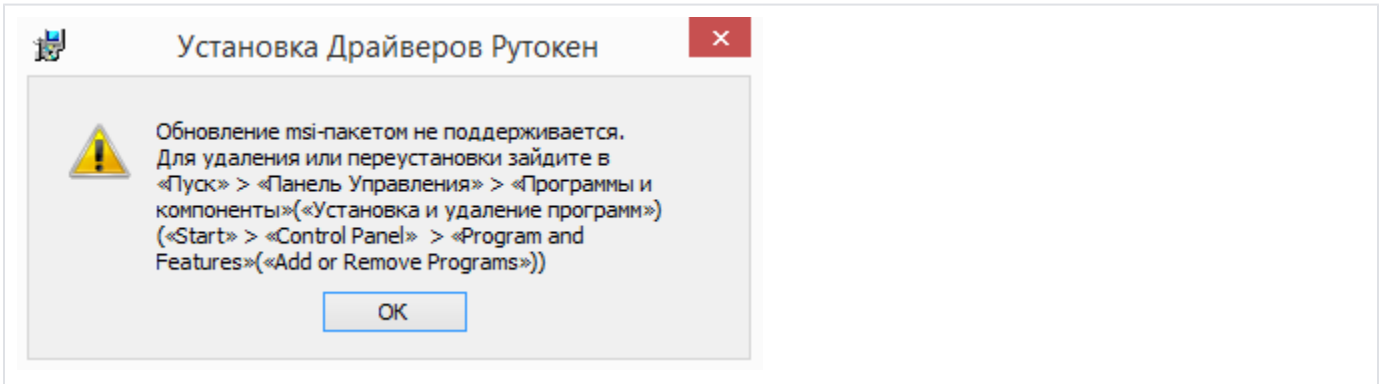 Установка Драйверов Рутокен
Обновление msi-пакетом не поддерживается.
Для удаления или переустановки зайдите в
«Пуск» > «Панель Управления» > «Программы и
компоненты»(«Установка и удаление программ»)
(«Start» > «Control Panel»  > «Program and
Features»(«Add or Remove Programs»))
OK